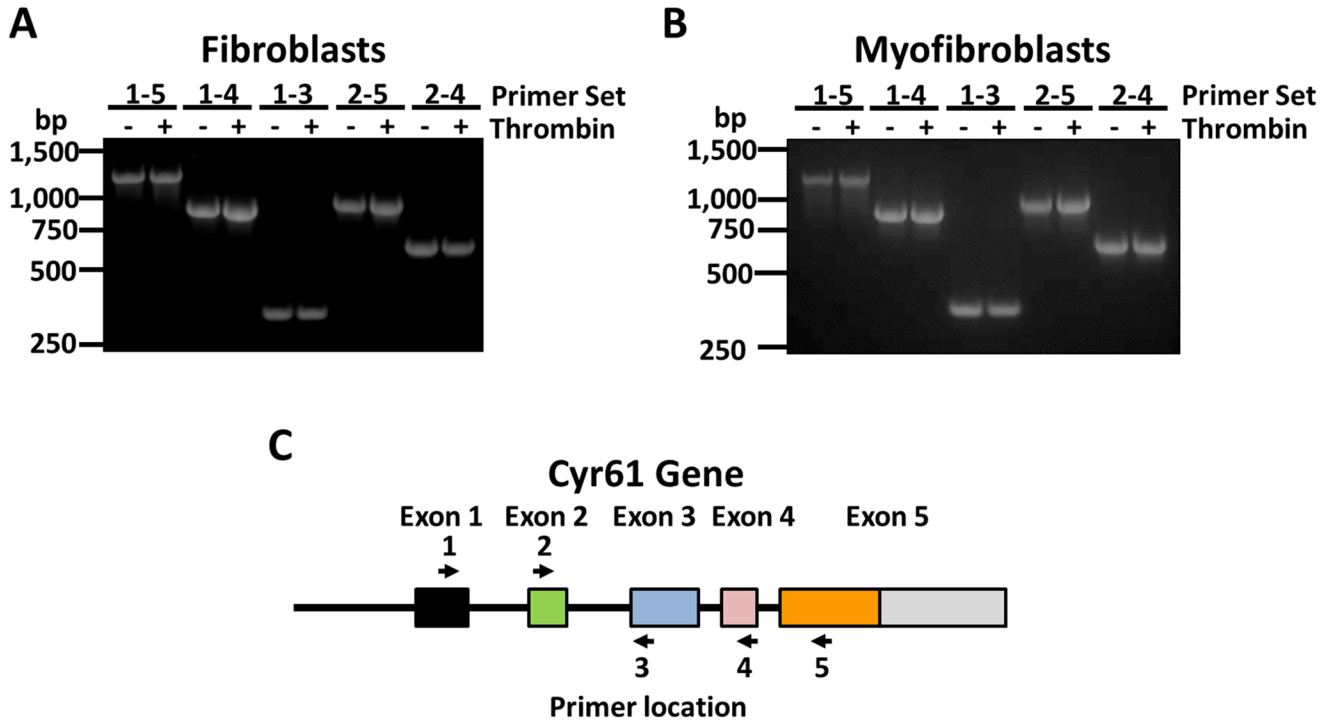 A
Fibroblasts
1-5 1-4 1-3 2-5 2-4 Primer Set
bp - + - + - + - + - + Thrombin
1,500
1,000
750
500
250
B
Myofibroblasts
1-5 1-4 1-3 2-5 2-4 Primer Set
bp - + - + - + - + - + Thrombin
1,500
1,000
750
500
250
C
Cyr61 Gene
Exon 1 Exon 2 Exon 3 Exon 4 Exon 5
1 2
3 4 5
Primer location